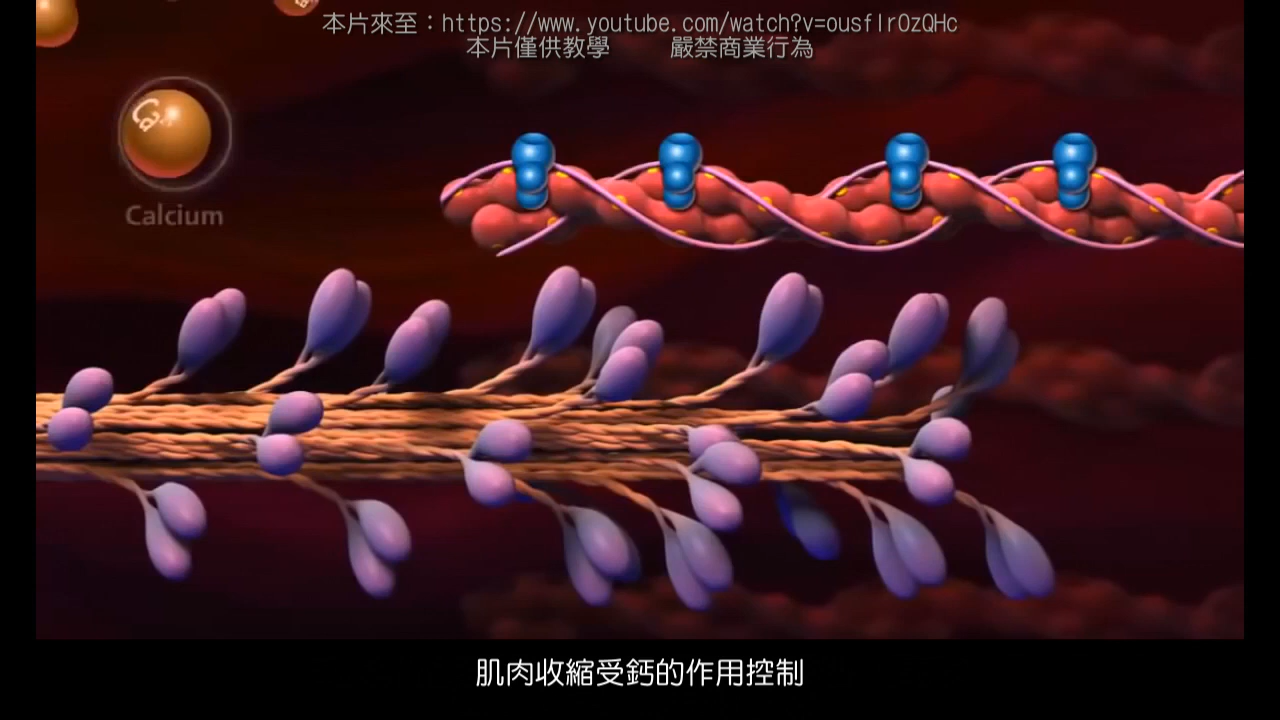 本片來至：https://www.youtube.com/watch?v=ousfIrOzQHc
本片僅供教學 嚴禁商業行為
Ca
Calcium
肌肉收縮受鈣的作用控制